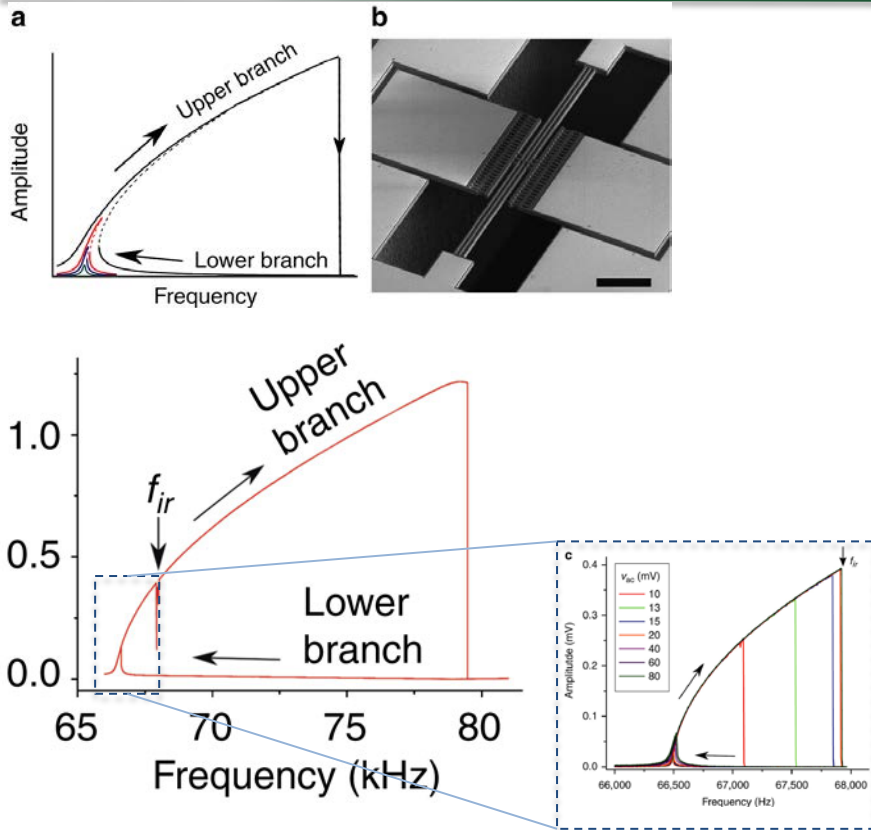 a
Amplitude
Upper branch
Lower branch
Frequency
b
1.0
0.5
0.0
Upper
branch
f_ir
Lower
branch
65
70
75
80
Frequency (kHz)
c
f_ir
0.4
0.3
0.2
0.1
0.0
Amplitutde (mV)
v_ac (mV)
10
13
15
20
40
60
80
66,000
66,500
67,000
67,500
68,000
Frequency (Hz)